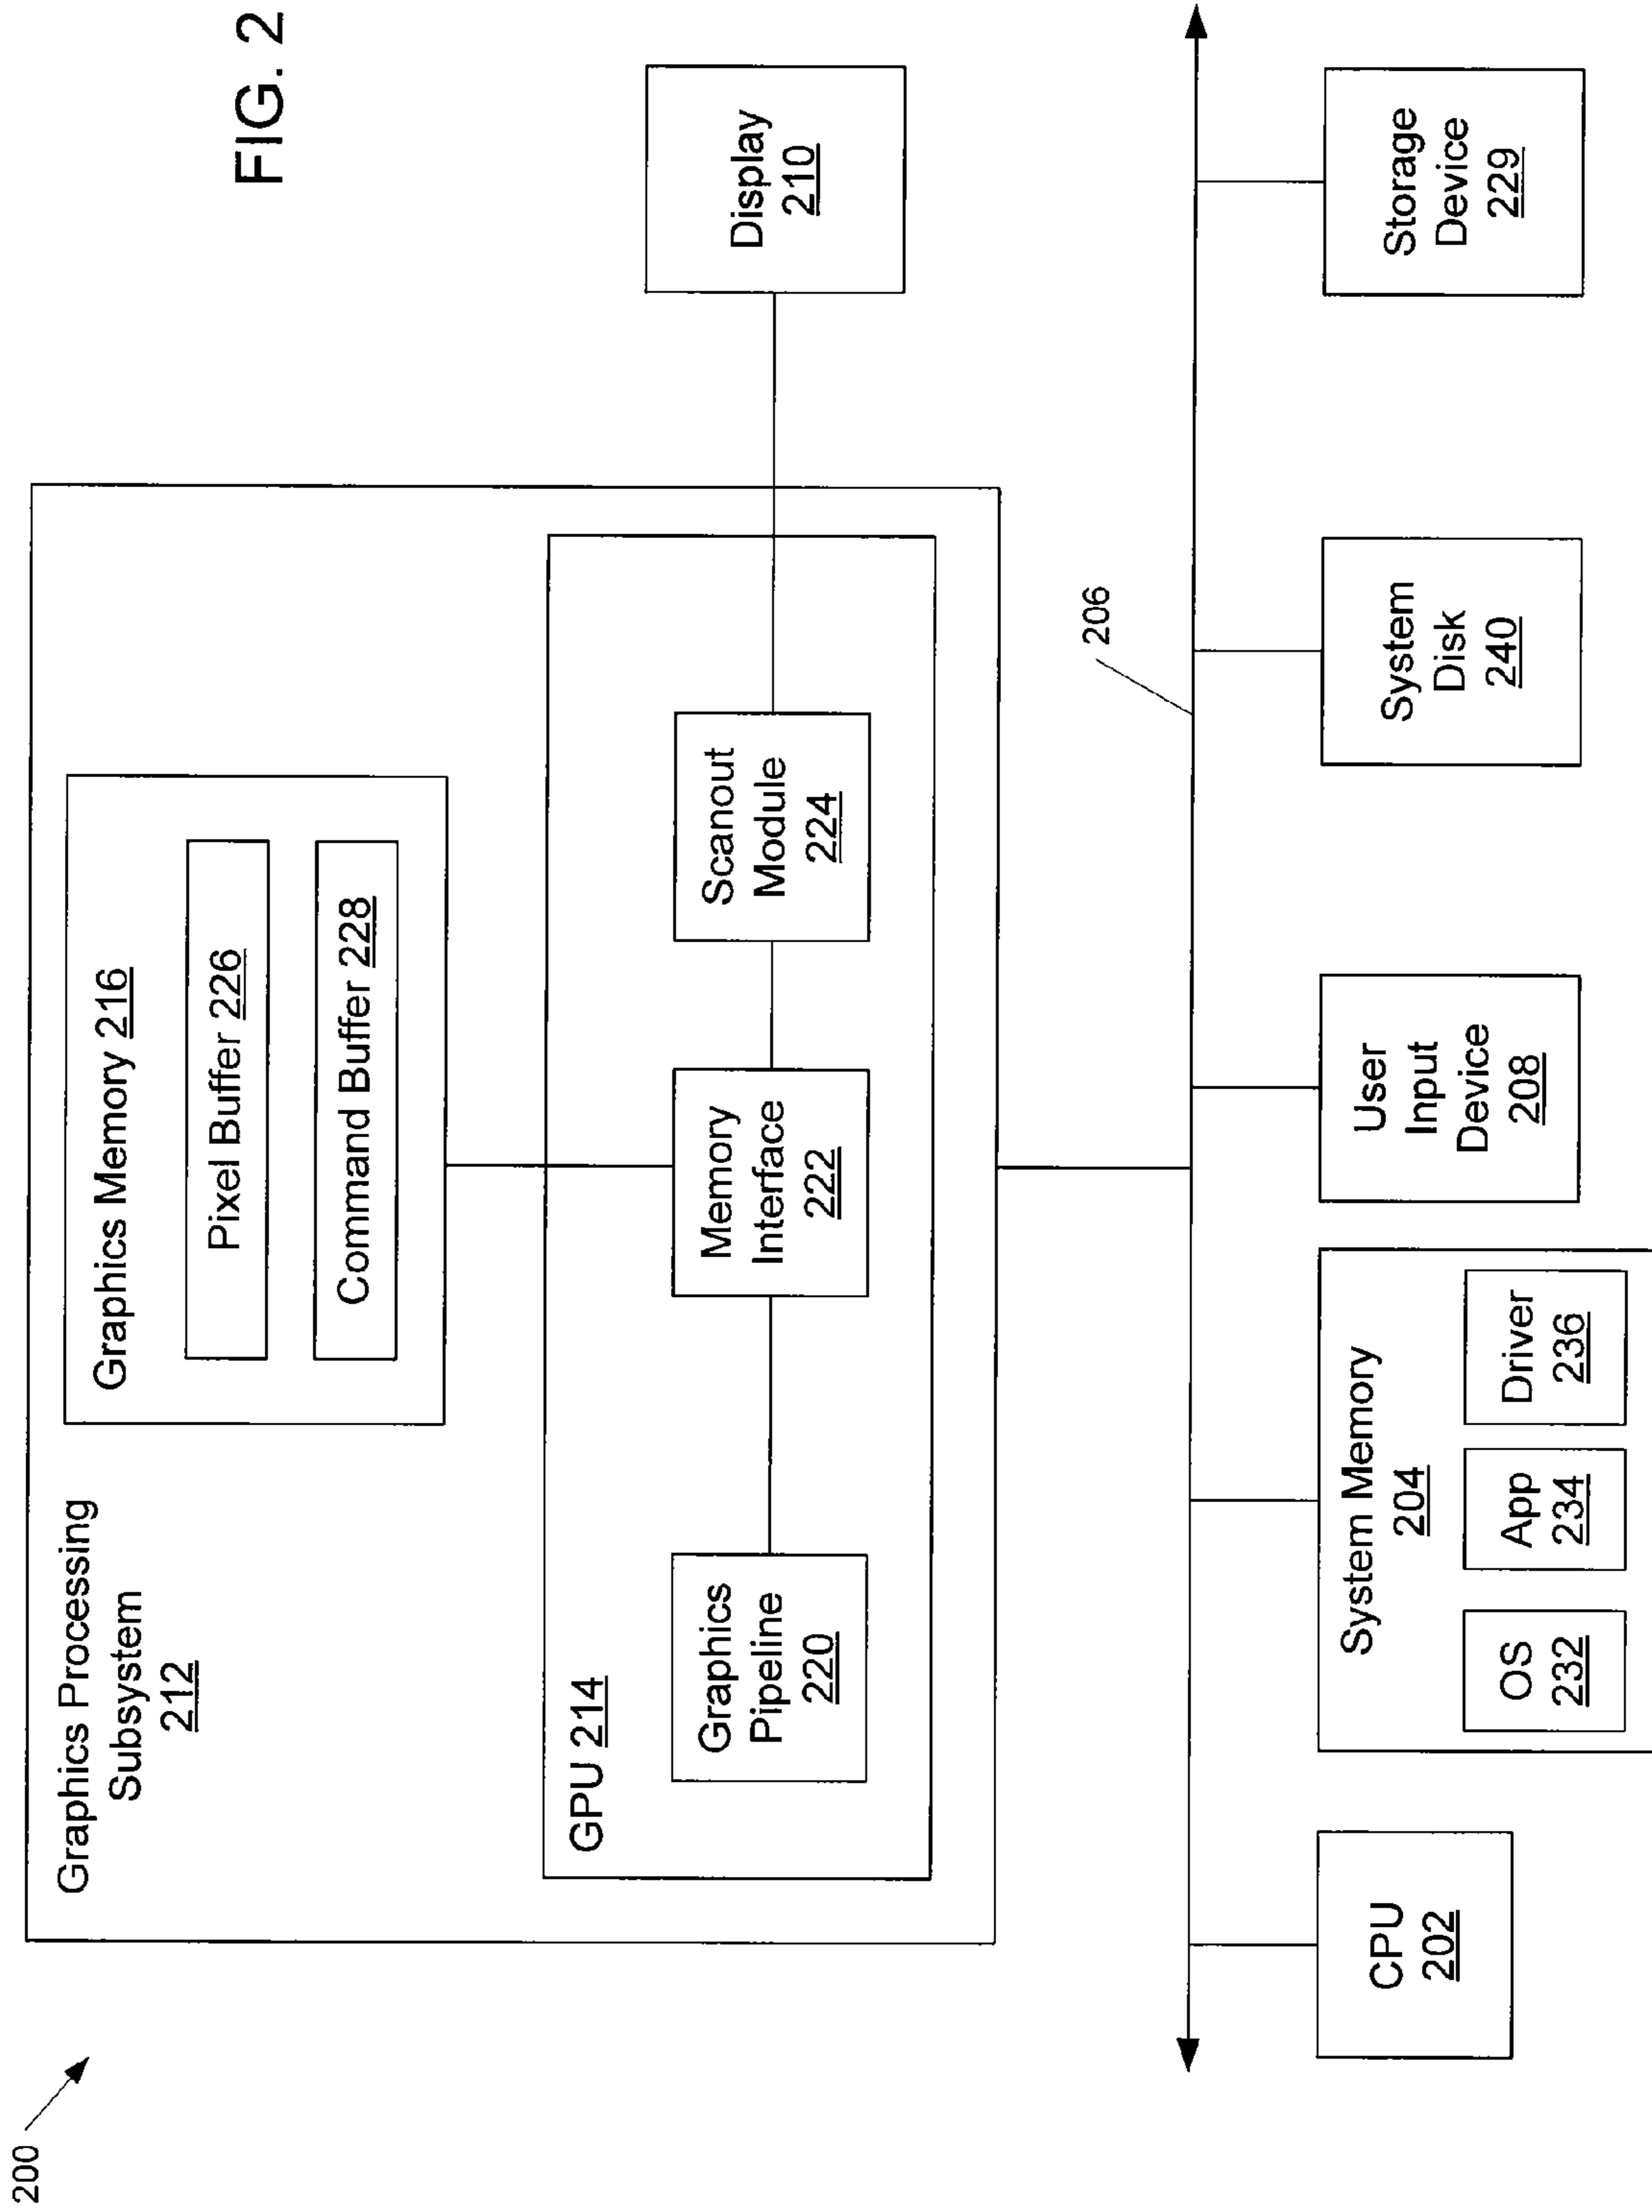 200
FIG. 2
Graphics Processing
Subsystem
212
Graphics Memory 216
Pixel Buffer 226
Command Buffer 228
GPU 214
Graphics
Pipeline
220
Memory
Interface
222
Scanout
Module
224
Display
210
206
CPU
202
System Memory
204
OS
232
App
234
Driver
236
User
Input
Device
208
System
Disk
240
Storage
Device
229